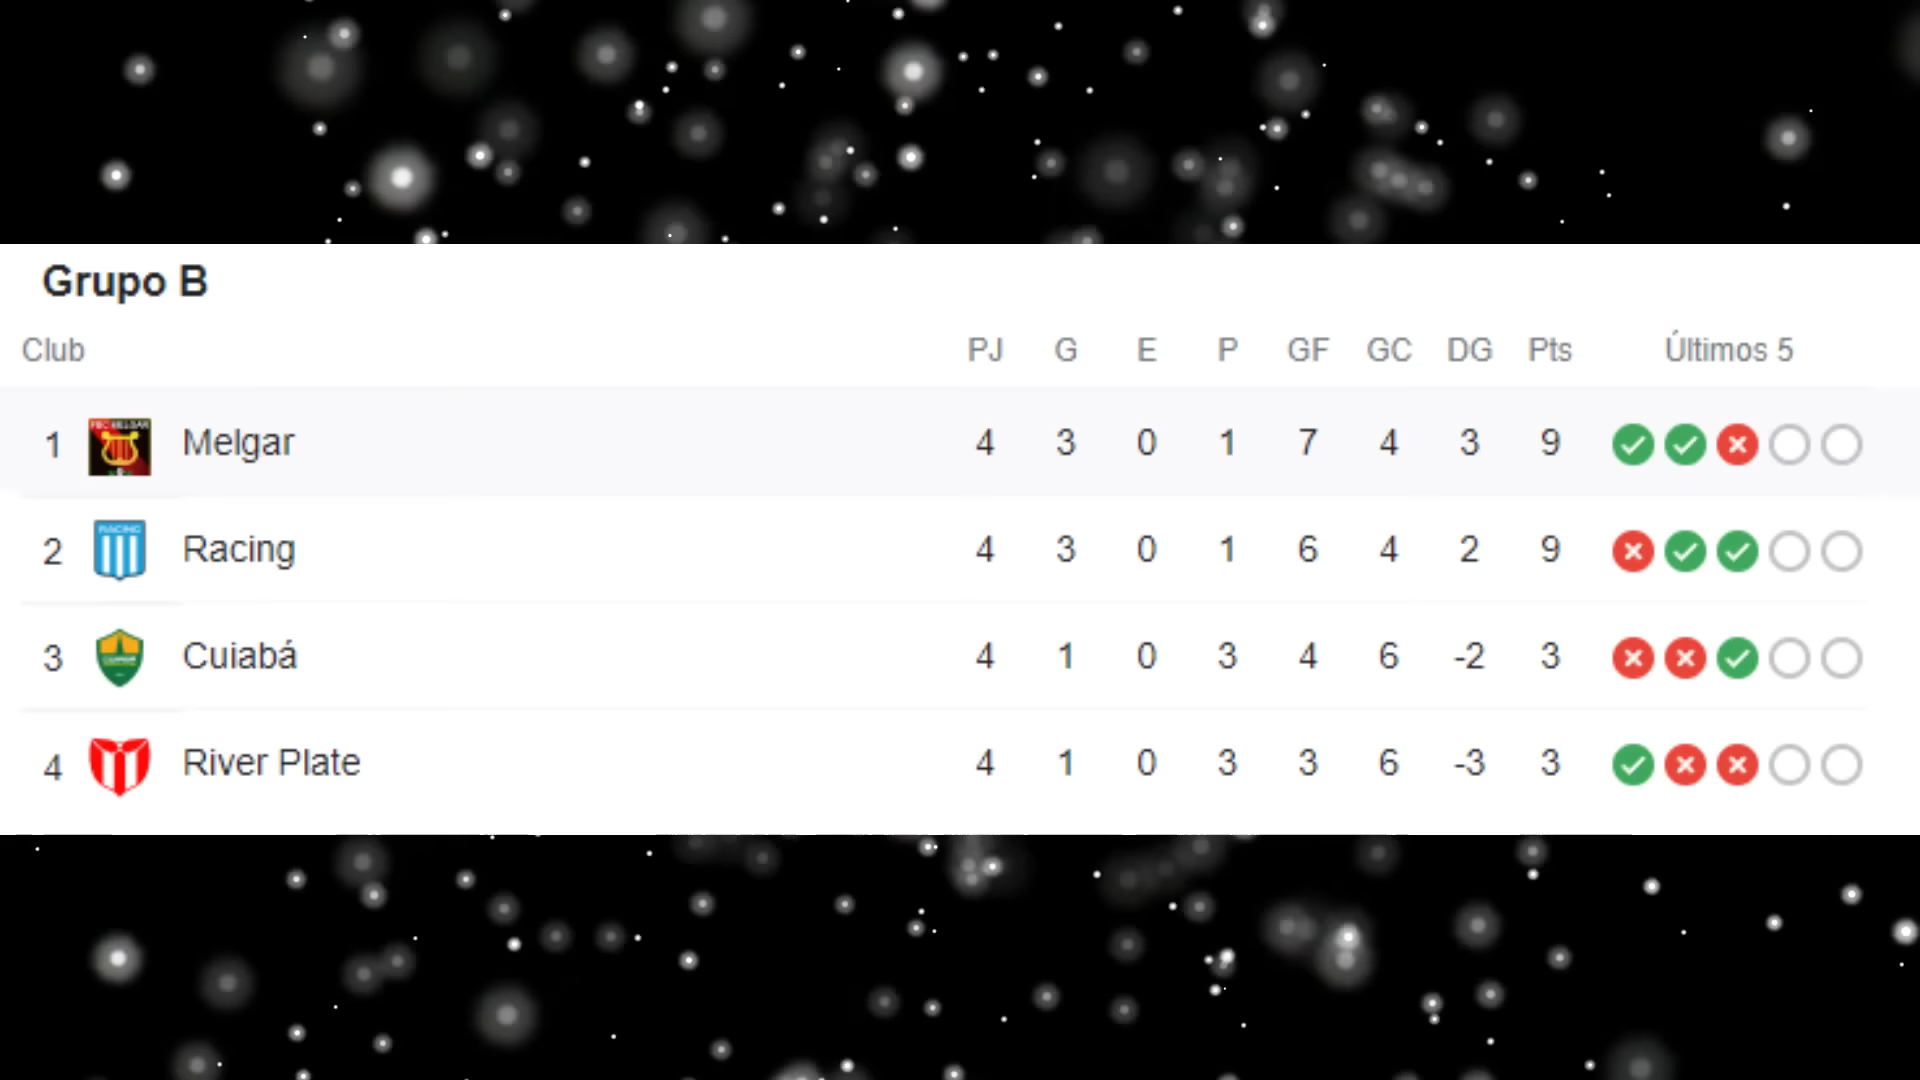 Grupo B
Club PJ G E P GF GC DG Pts Últimos 5
1 Melgar 4 3 0 1 7 4 3 9
2 RACING Racing 4 3 0 1 6 4 2 9
3 Cuiabá 4 1 0 3 4 6 -2 3
4 River Plate 4 1 0 3 3 6 -3 3